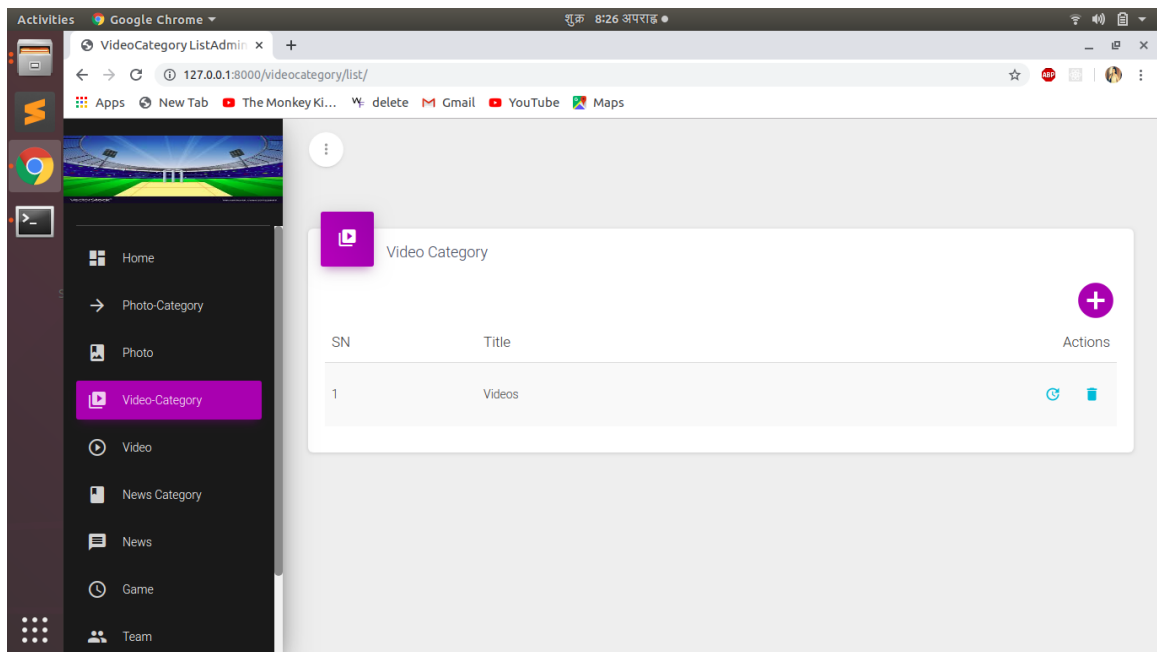 Activities Google Chrome शुक्र 8:26 अपराह्न
VideoCategory ListAdmin
127.0.0.1:8000/videocategory/list/
ABP
Apps New Tab The Monkey Ki... delete Gmail YouTube Maps
Home
Photo-Category
Photo
Video-Category
Video
News Category
News
Game
Team
Video Category
SN Title Actions
1 Videos